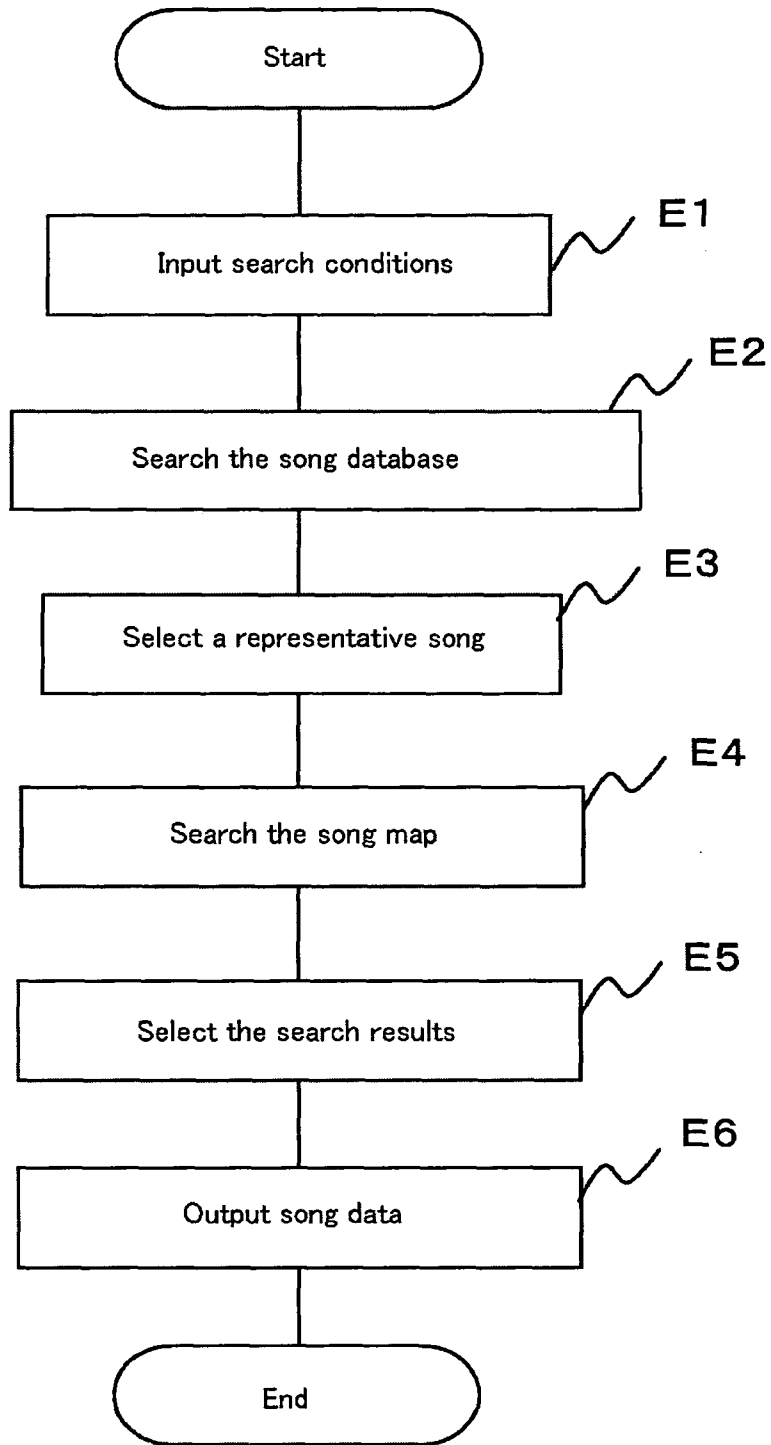 Start
E1
Input search conditions
E2
Search the song database
E3
Select a representative song
E4
Search the song map
E5
Select the search results
E6
Output song data
End